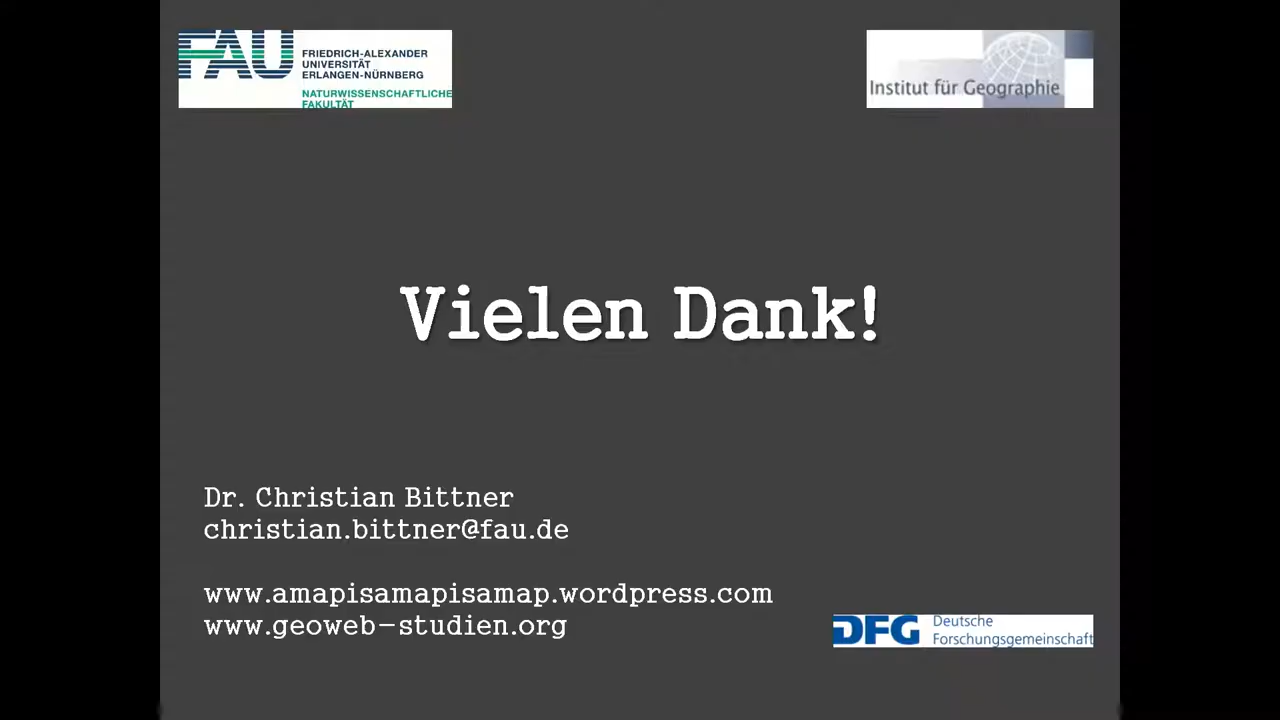 FAU
FRIEDRICH-ALEXANDER
UNIVERSITÄT
ERLANGEN-NÜRNBERG
NATURWISSENSCHAFTLICHE
FAKULTÄT
Institut für Geographie
Vielen Dank!
Dr. Christian Bittner
christian.bittner@fau.de
www.amapisamapisamap.wordpress.com
www.geoweb-studien.org
DFG
Deutsche
Forschungsgemeinschaft